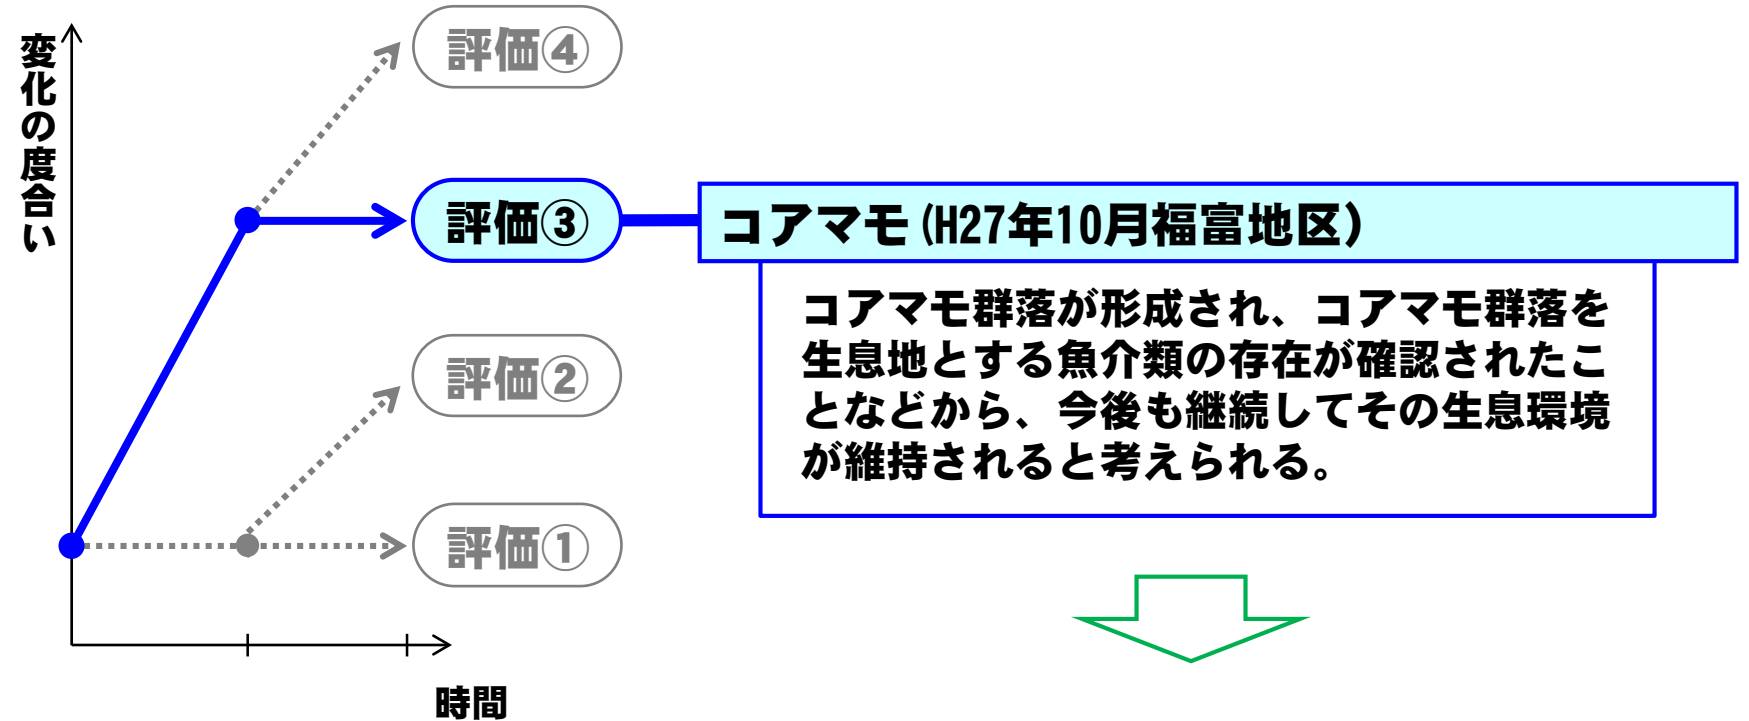 変化の度合い
評価④
評価③
コアマモ(H27年10月福富地区)
コアマモ群落が形成され、コアマモ群落を
生息地とする魚介類の存在が確認されたこ
となどから、今後も継続してその生息環境
が維持されると考えられる。
評価②
評価①
時間